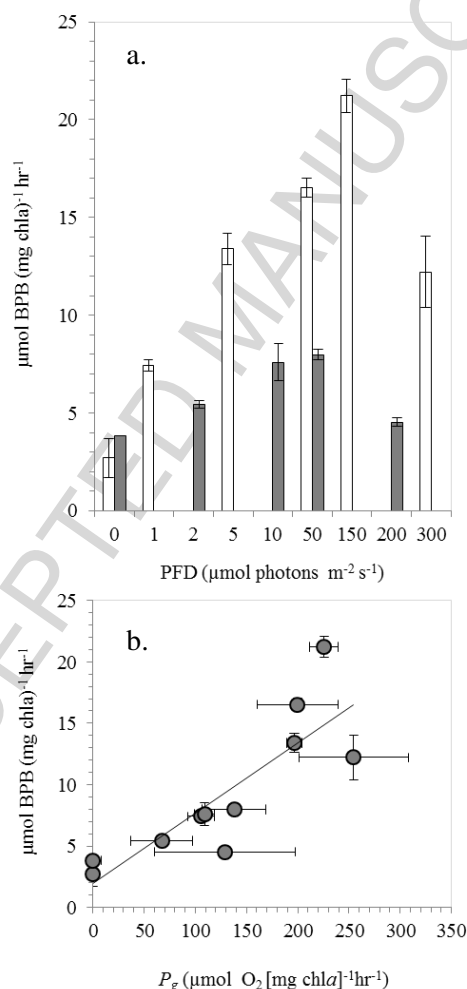 a.
25
20
15
10
5
0
µmol BPB (mg chla)⁻¹ hr⁻¹
0 1 2 5 10 50 150 200 300
PFD (µmol photons m⁻² s⁻¹)
b.
25
20
15
10
5
0
µmol BPB (mg chla)⁻¹ hr⁻¹
0 50 100 150 200 250 300 350
Pg (µmol O₂ [mg chla]⁻¹hr⁻¹)
EPTED MANUSC